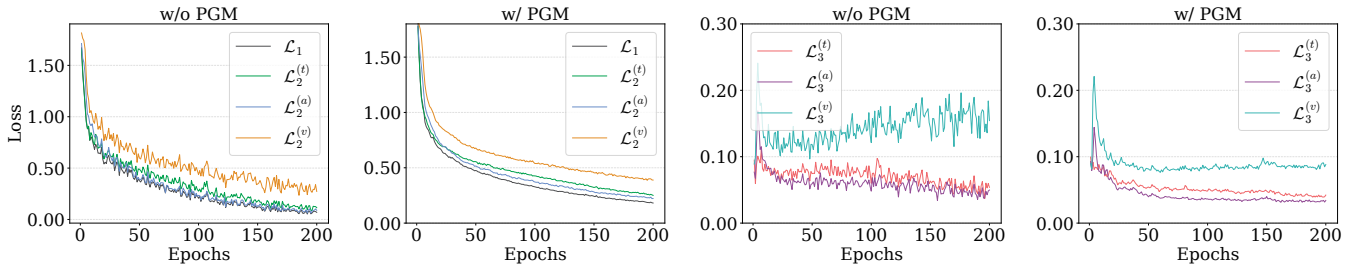 w/o PGM
Loss
1.50
1.00
0.50
0.00
0
50
100
150
200
Epochs
ℒ₁
ℒ₂⁽ᵗ⁾
ℒ₂⁽ᵃ⁾
ℒ₂⁽ᵛ⁾
w/ PGM
1.50
1.00
0.50
0.00
0
50
100
150
200
Epochs
ℒ₁
ℒ₂⁽ᵗ⁾
ℒ₂⁽ᵃ⁾
ℒ₂⁽ᵛ⁾
w/o PGM
0.30
0.20
0.10
0.00
0
50
100
150
200
Epochs
ℒ₃⁽ᵗ⁾
ℒ₃⁽ᵃ⁾
ℒ₃⁽ᵛ⁾
w/ PGM
0.30
0.20
0.10
0.00
0
50
100
150
200
Epochs
ℒ₃⁽ᵗ⁾
ℒ₃⁽ᵃ⁾
ℒ₃⁽ᵛ⁾